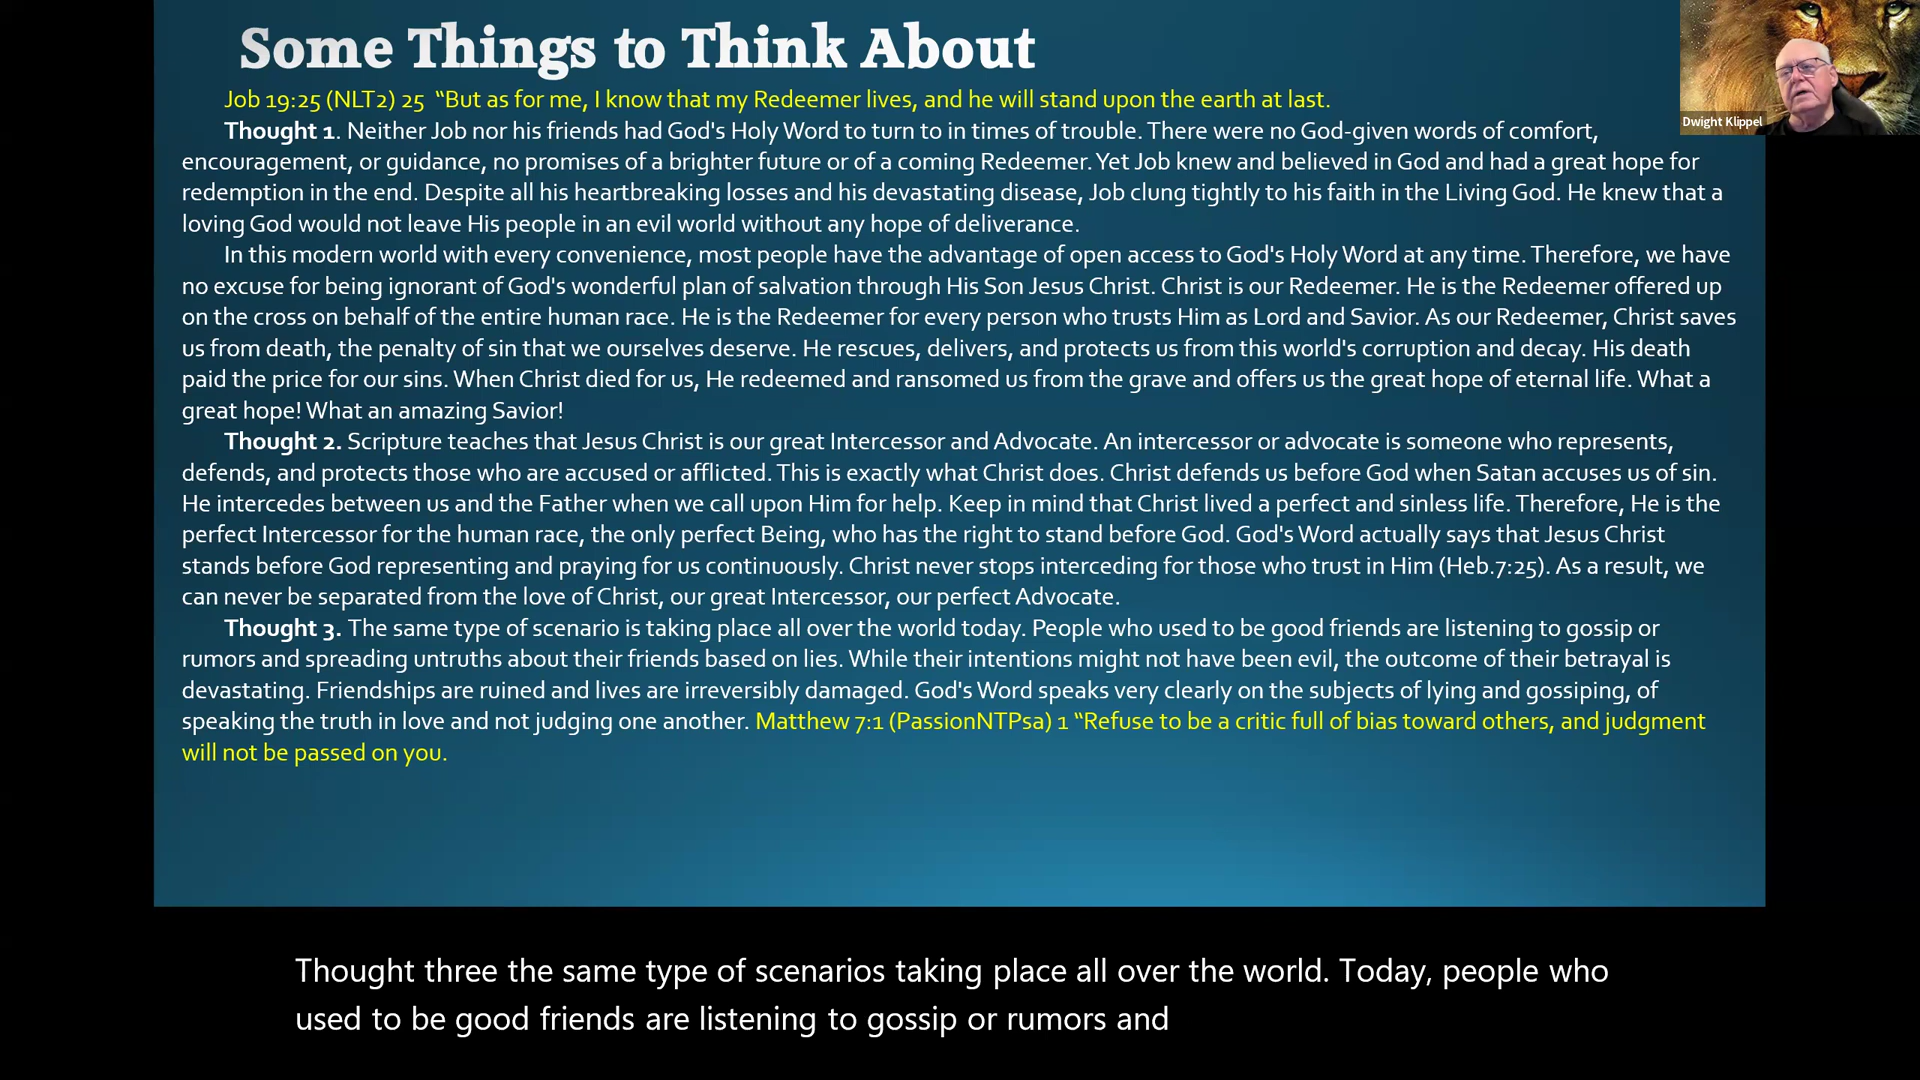 Some Things to Think About
Job 19:25 (NLT2) 25  “But as for me, I know that my Redeemer lives, and he will stand upon the earth at last.
Thought 1. Neither Job nor his friends had God's Holy Word to turn to in times of trouble. There were no God-given words of comfort,
encouragement, or guidance, no promises of a brighter future or of a coming Redeemer. Yet Job knew and believed in God and had a great hope for
redemption in the end. Despite all his heartbreaking losses and his devastating disease, Job clung tightly to his faith in the Living God. He knew that a
loving God would not leave His people in an evil world without any hope of deliverance.
In this modern world with every convenience, most people have the advantage of open access to God's Holy Word at any time. Therefore, we have
no excuse for being ignorant of God's wonderful plan of salvation through His Son Jesus Christ. Christ is our Redeemer. He is the Redeemer offered up
on the cross on behalf of the entire human race. He is the Redeemer for every person who trusts Him as Lord and Savior. As our Redeemer, Christ saves
us from death, the penalty of sin that we ourselves deserve. He rescues, delivers, and protects us from this world's corruption and decay. His death
paid the price for our sins. When Christ died for us, He redeemed and ransomed us from the grave and offers us the great hope of eternal life. What a
great hope! What an amazing Savior!
Thought 2. Scripture teaches that Jesus Christ is our great Intercessor and Advocate. An intercessor or advocate is someone who represents,
defends, and protects those who are accused or afflicted. This is exactly what Christ does. Christ defends us before God when Satan accuses us of sin.
He intercedes between us and the Father when we call upon Him for help. Keep in mind that Christ lived a perfect and sinless life. Therefore, He is the
perfect Intercessor for the human race, the only perfect Being, who has the right to stand before God. God's Word actually says that Jesus Christ
stands before God representing and praying for us continuously. Christ never stops interceding for those who trust in Him (Heb.7:25). As a result, we
can never be separated from the love of Christ, our great Intercessor, our perfect Advocate.
Thought 3. The same type of scenario is taking place all over the world today. People who used to be good friends are listening to gossip or
rumors and spreading untruths about their friends based on lies. While their intentions might not have been evil, the outcome of their betrayal is
devastating. Friendships are ruined and lives are irreversibly damaged. God's Word speaks very clearly on the subjects of lying and gossiping, of
speaking the truth in love and not judging one another. Matthew 7:1 (PassionNTPsa) 1 “Refuse to be a critic full of bias toward others, and judgment
will not be passed on you.
Dwight Klippel
Thought three the same type of scenarios taking place all over the world. Today, people who
used to be good friends are listening to gossip or rumors and